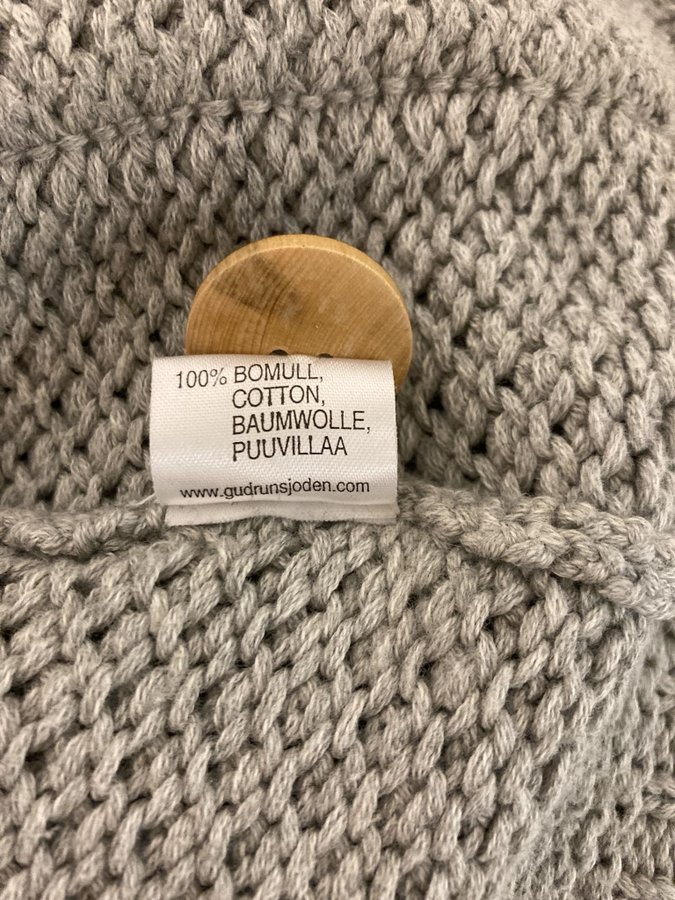 100% BOMULL,
COTTON,
BAUMWOLLE,
PUUVILLAA
www.gudrunsjoden.com